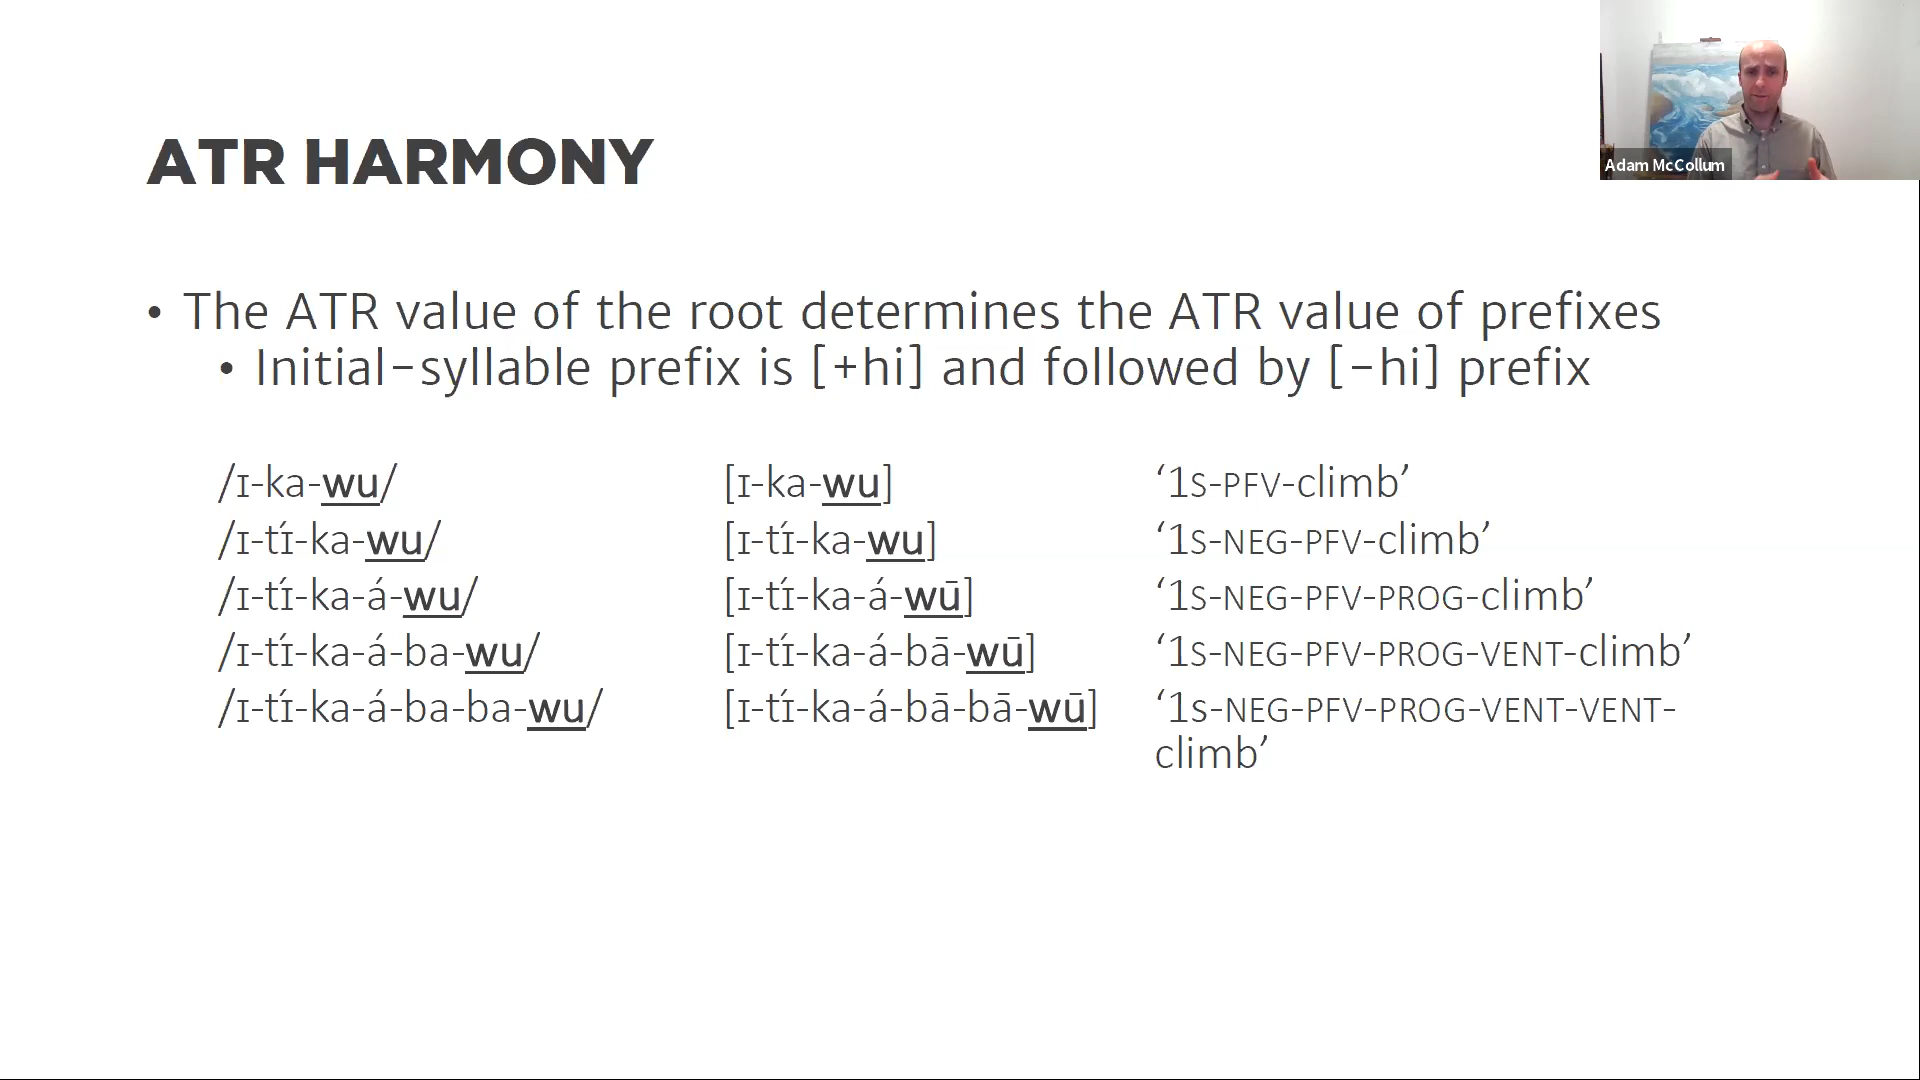 ATR HARMONY
Adam McCollum
• The ATR value of the root determines the ATR value of prefixes
• Initial-syllable prefix is [+hi] and followed by [-hi] prefix
/ɪ-ka-wu/ [ɪ-ka-wu] ‘1S-PFV-climb’
/ɪ-tɪ́-ka-wu/ [ɪ-tɪ́-ka-wu] ‘1S-NEG-PFV-climb’
/ɪ-tɪ́-ka-á-wu/ [ɪ-tɪ́-ka-á-wū] ‘1S-NEG-PFV-PROG-climb’
/ɪ-tɪ́-ka-á-ba-wu/ [ɪ-tɪ́-ka-á-bā-wū] ‘1S-NEG-PFV-PROG-VENT-climb’
/ɪ-tɪ́-ka-á-ba-ba-wu/ [ɪ-tɪ́-ka-á-bā-bā-wū] ‘1s-NEG-PFV-PROG-VENT-VENT-
climb’